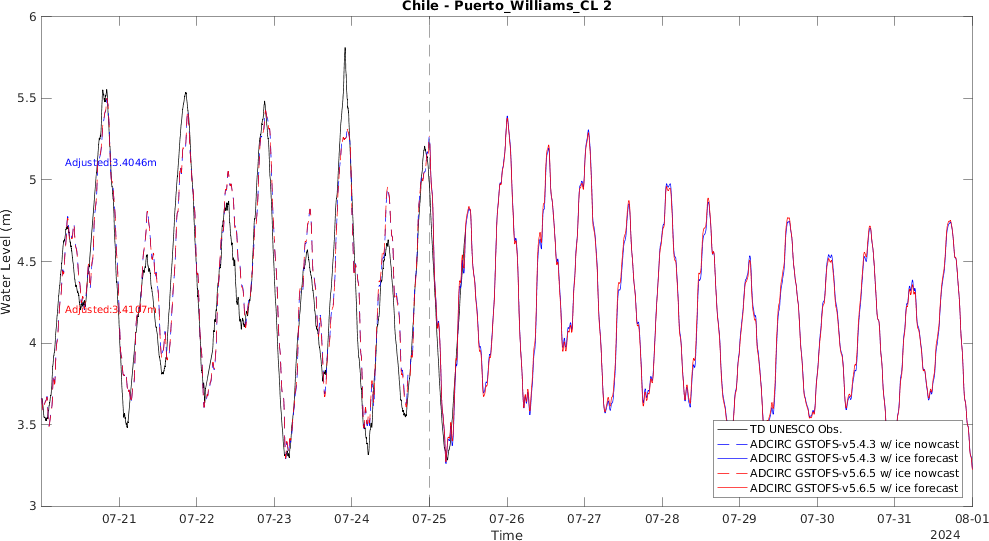 Chile - Puerto_Williams_CL 2
6
5.5
5
4.5
4
3.5
3
Water Level (m)
Adjusted:3.4046m
Adjusted:3.4107m
TD UNESCO Obs.
ADCIRC GSTOFS-v5.4.3 w/ ice nowcast
ADCIRC GSTOFS-v5.4.3 w/ ice forecast
ADCIRC GSTOFS-v5.6.5 w/ ice nowcast
ADCIRC GSTOFS-v5.6.5 w/ ice forecast
07-21 07-22 07-23 07-24 07-25 07-26 07-27 07-28 07-29 07-30 07-31 08-01
Time
2024